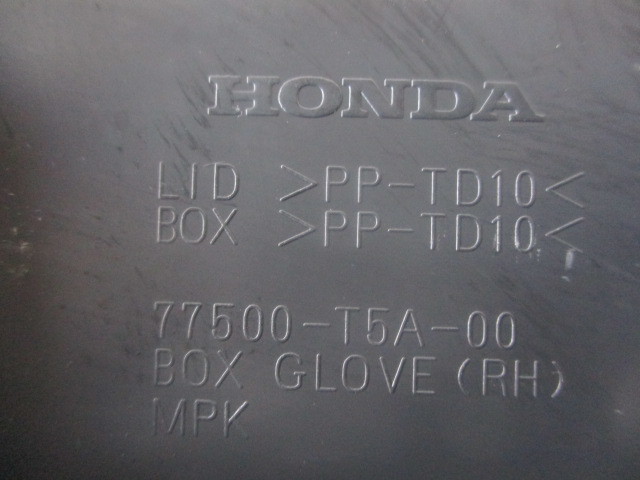 HONDA
LID >PP-TD10<
BOX >PP-TD10<
77500-T5A-00
BOX GLOVE(RH)
MPK